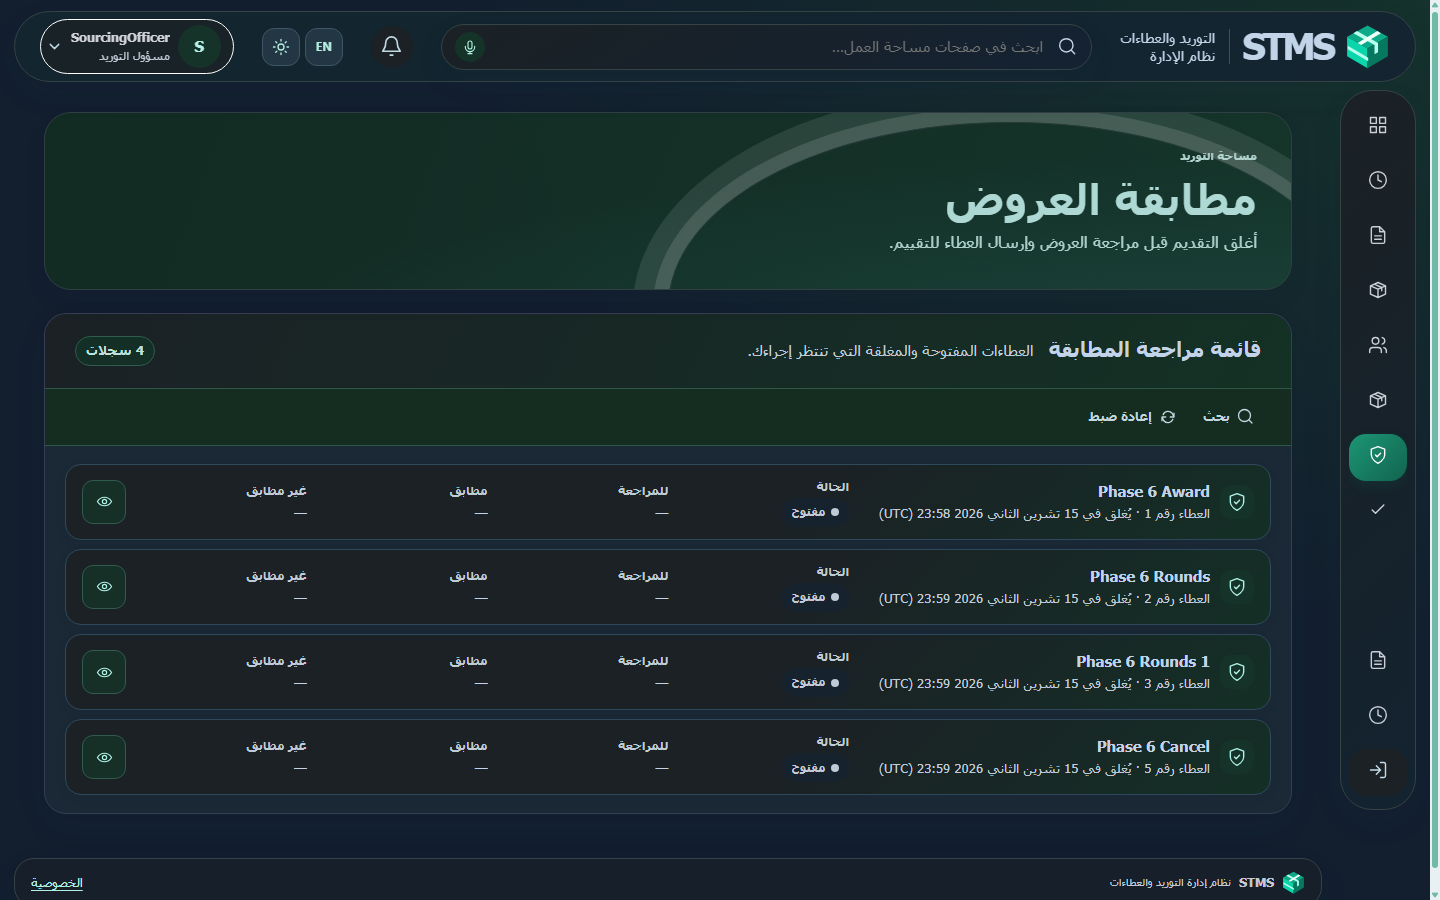 STMS
التوريد والعطاءات
نظام الإدارة
ابحث في صفحات مساحة العمل...
EN
S
SourcingOfficer
مسؤول التوريد
مساحة التوريد
مطابقة العروض
أغلق التقديم قبل مراجعة العروض وإرسال العطاء للتقييم.
قائمة مراجعة المطابقة
العطاءات المفتوحة والمغلقة التي تنتظر إجراءك.
4 سجلات
بحث
إعادة ضبط
Phase 6 Award
العطاء رقم 1 · يُغلق في 15 تشرين الثاني 2026 23:58 (UTC)
الحالة
مفتوح
للمراجعة
—
مطابق
—
غير مطابق
—
Phase 6 Rounds
العطاء رقم 2 · يُغلق في 15 تشرين الثاني 2026 23:59 (UTC)
الحالة
مفتوح
للمراجعة
—
مطابق
—
غير مطابق
—
Phase 6 Rounds 1
العطاء رقم 3 · يُغلق في 15 تشرين الثاني 2026 23:59 (UTC)
الحالة
مفتوح
للمراجعة
—
مطابق
—
غير مطابق
—
Phase 6 Cancel
العطاء رقم 5 · يُغلق في 15 تشرين الثاني 2026 23:59 (UTC)
الحالة
مفتوح
للمراجعة
—
مطابق
—
غير مطابق
—
STMS
نظام إدارة التوريد والعطاءات
الخصوصية